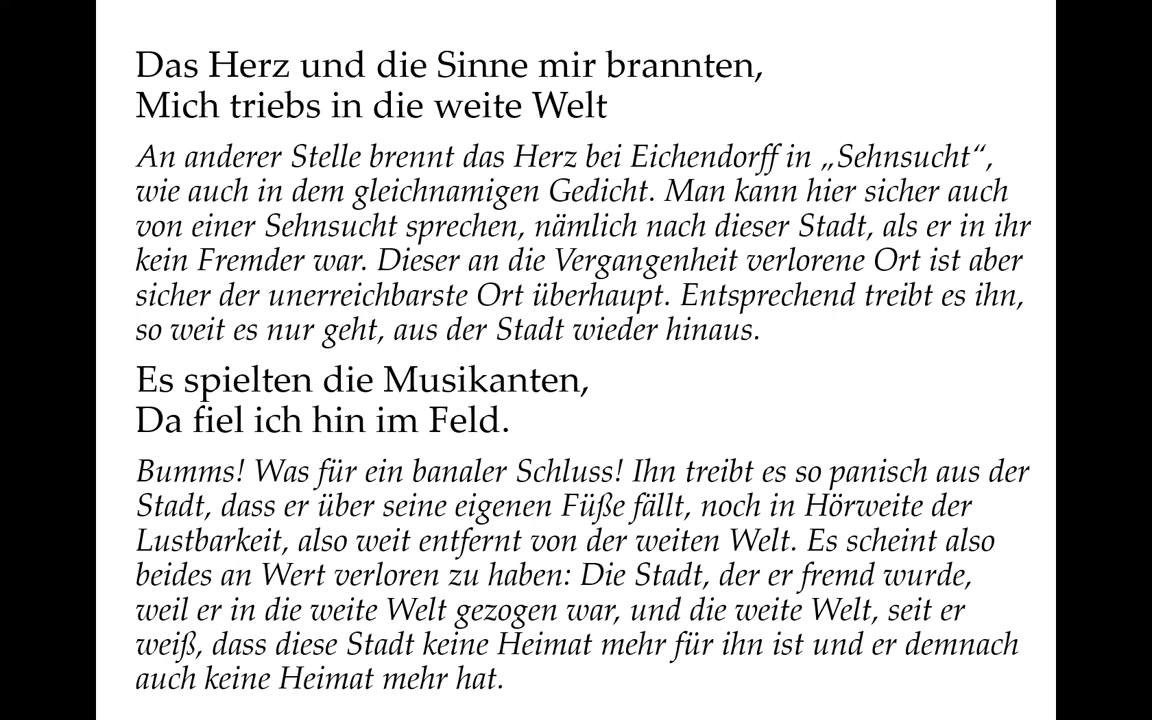 Das Herz und die Sinne mir brannten,
Mich triebs in die weite Welt
An anderer Stelle brennt das Herz bei Eichendorff in „Sehnsucht“,
wie auch in dem gleichnamigen Gedicht. Man kann hier sicher auch
von einer Sehnsucht sprechen, nämlich nach dieser Stadt, als er in ihr
kein Fremder war. Dieser an die Vergangenheit verlorene Ort ist aber
sicher der unerreichbarste Ort überhaupt. Entsprechend treibt es ihn,
so weit es nur geht, aus der Stadt wieder hinaus.
Es spielten die Musikanten,
Da fiel ich hin im Feld.
Bumms! Was für ein banaler Schluss! Ihn treibt es so panisch aus der
Stadt, dass er über seine eigenen Füße fällt, noch in Hörweite der
Lustbarkeit, also weit entfernt von der weiten Welt. Es scheint also
beides an Wert verloren zu haben: Die Stadt, der er fremd wurde,
weil er in die weite Welt gezogen war, und die weite Welt, seit er
weiß, dass diese Stadt keine Heimat mehr für ihn ist und er demnach
auch keine Heimat mehr hat.